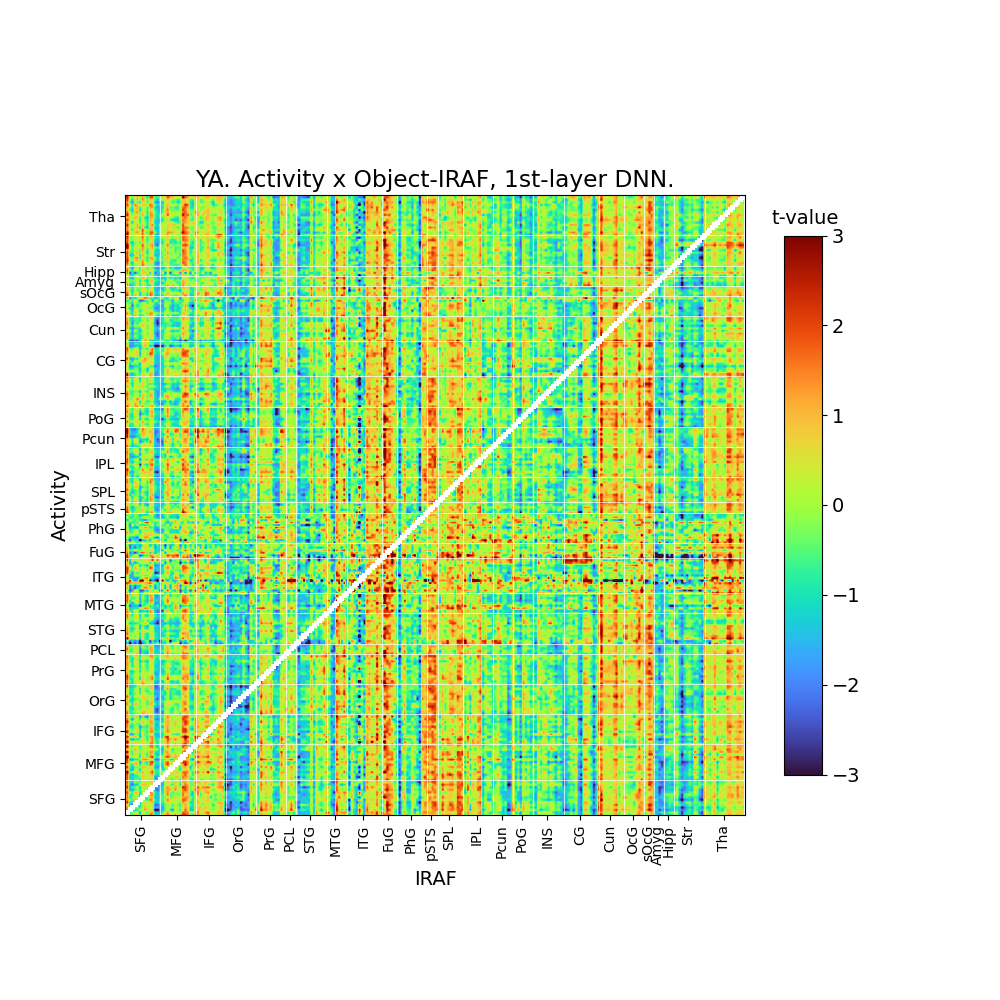 YA. Activity x Object-IRAF, 1st-layer DNN.
t-value
3
2
1
0
−1
−2
−3
Activity
Tha
Str
Hipp
Amyg
sOcG
OcG
Cun
CG
INS
PoG
Pcun
IPL
SPL
pSTS
PhG
FuG
ITG
MTG
STG
PCL
PrG
OrG
IFG
MFG
SFG
SFG
MFG
IFG
OrG
PrG
PCL
STG
MTG
ITG
FuG
PhG
pSTS
SPL
IPL
Pcun
PoG
INS
CG
Cun
OcG
sOcG
Amyg
Hipp
Str
Tha
IRAF